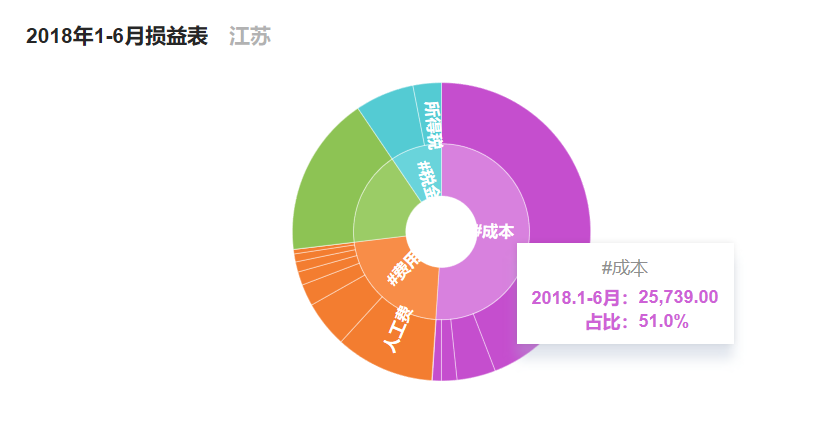 2018年1-6月损益表 江苏
所得税
#税金
#成本
#费用
人工费
#成本
2018.1-6月：25,739.00
占比：51.0%